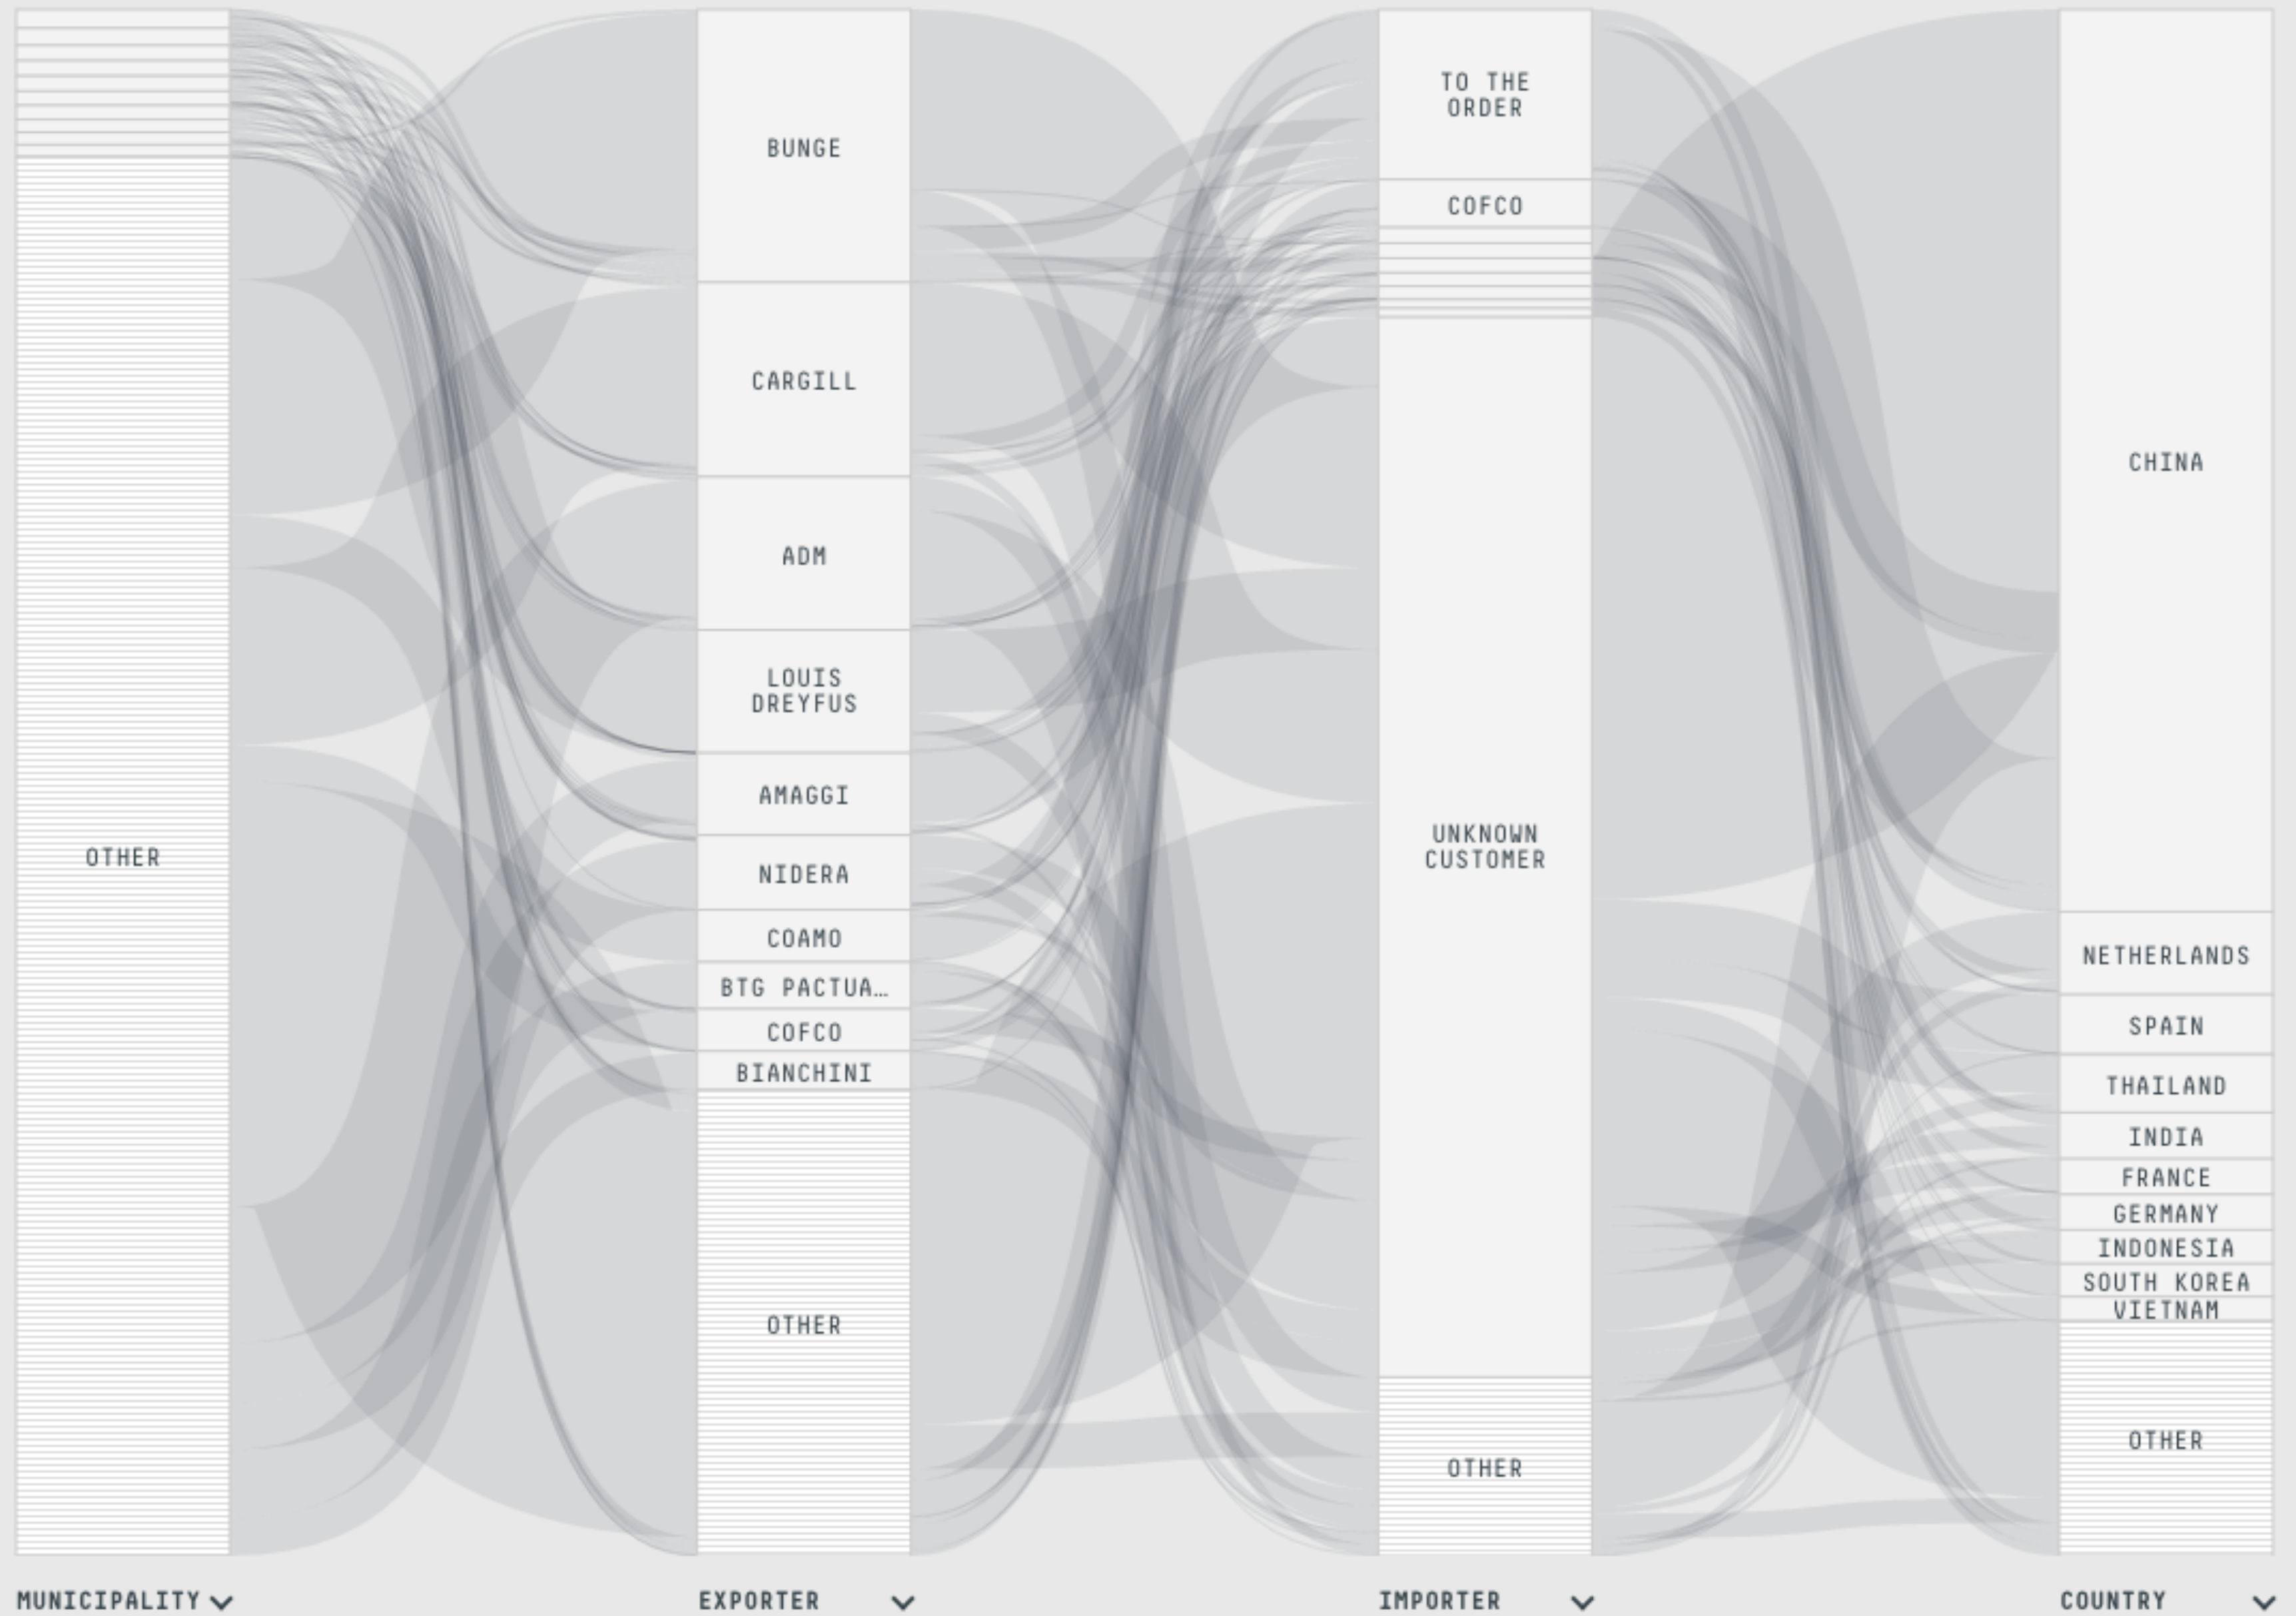 OTHER
BUNGE
CARGILL
ADM
LOUIS
DREYFUS
AMAGGI
NIDERA
COAMO
BTG PACTUA…
COFCO
BIANCHINI
OTHER
TO THE
ORDER
COFCO
UNKNOWN
CUSTOMER
OTHER
CHINA
NETHERLANDS
SPAIN
THAILAND
INDIA
FRANCE
GERMANY
INDONESIA
SOUTH KOREA
VIETNAM
OTHER
MUNICIPALITY
EXPORTER
IMPORTER
COUNTRY